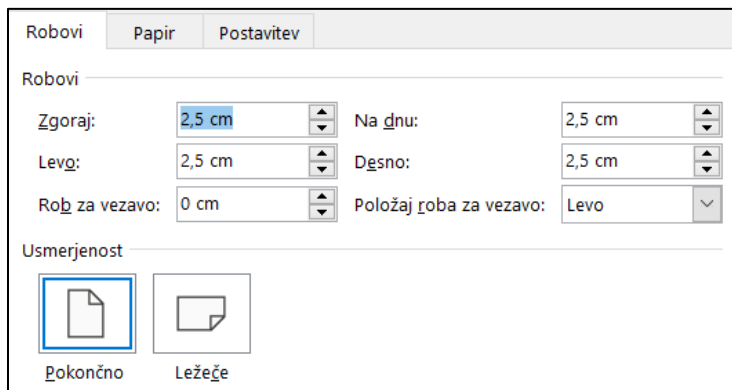 Robovi Papir Postavitev
Robovi
Zgoraj: 2,5 cm Na dnu: 2,5 cm
Levo: 2,5 cm Desno: 2,5 cm
Rob za vezavo: 0 cm Položaj roba za vezavo: Levo
Usmerjenost
Pokončno Ležeče